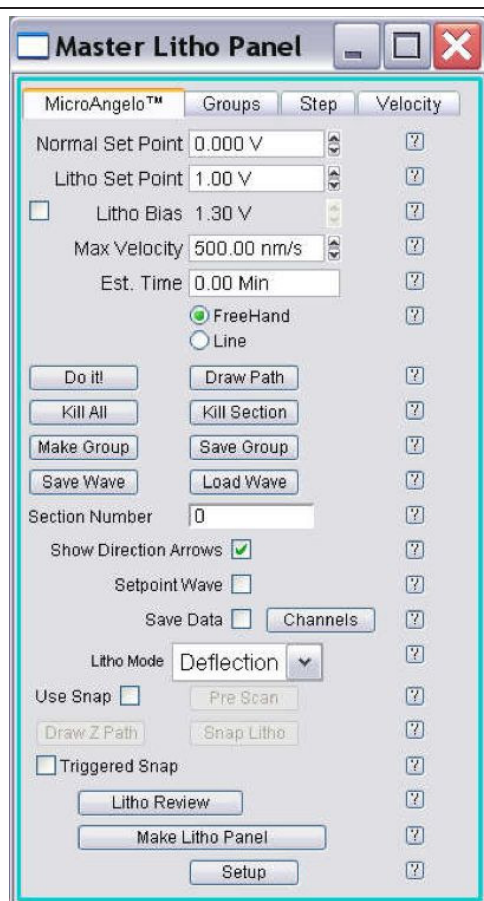 Master Litho Panel
MicroAngelo™ Groups Step Velocity
Normal Set Point 0.000 V ?
Litho Set Point 1.00 V ?
Litho Bias 1.30 V ?
Max Velocity 500.00 nm/s ?
Est. Time 0.00 Min ?
FreeHand ?
Line
Do it! Draw Path ?
Kill All Kill Section ?
Make Group Save Group ?
Save Wave Load Wave ?
Section Number 0 ?
Show Direction Arrows ?
Setpoint Wave ?
Save Data Channels ?
Litho Mode Deflection ?
Use Snap Pre Scan ?
Draw Z Path Snap Litho ?
Triggered Snap ?
Litho Review ?
Make Litho Panel ?
Setup ?